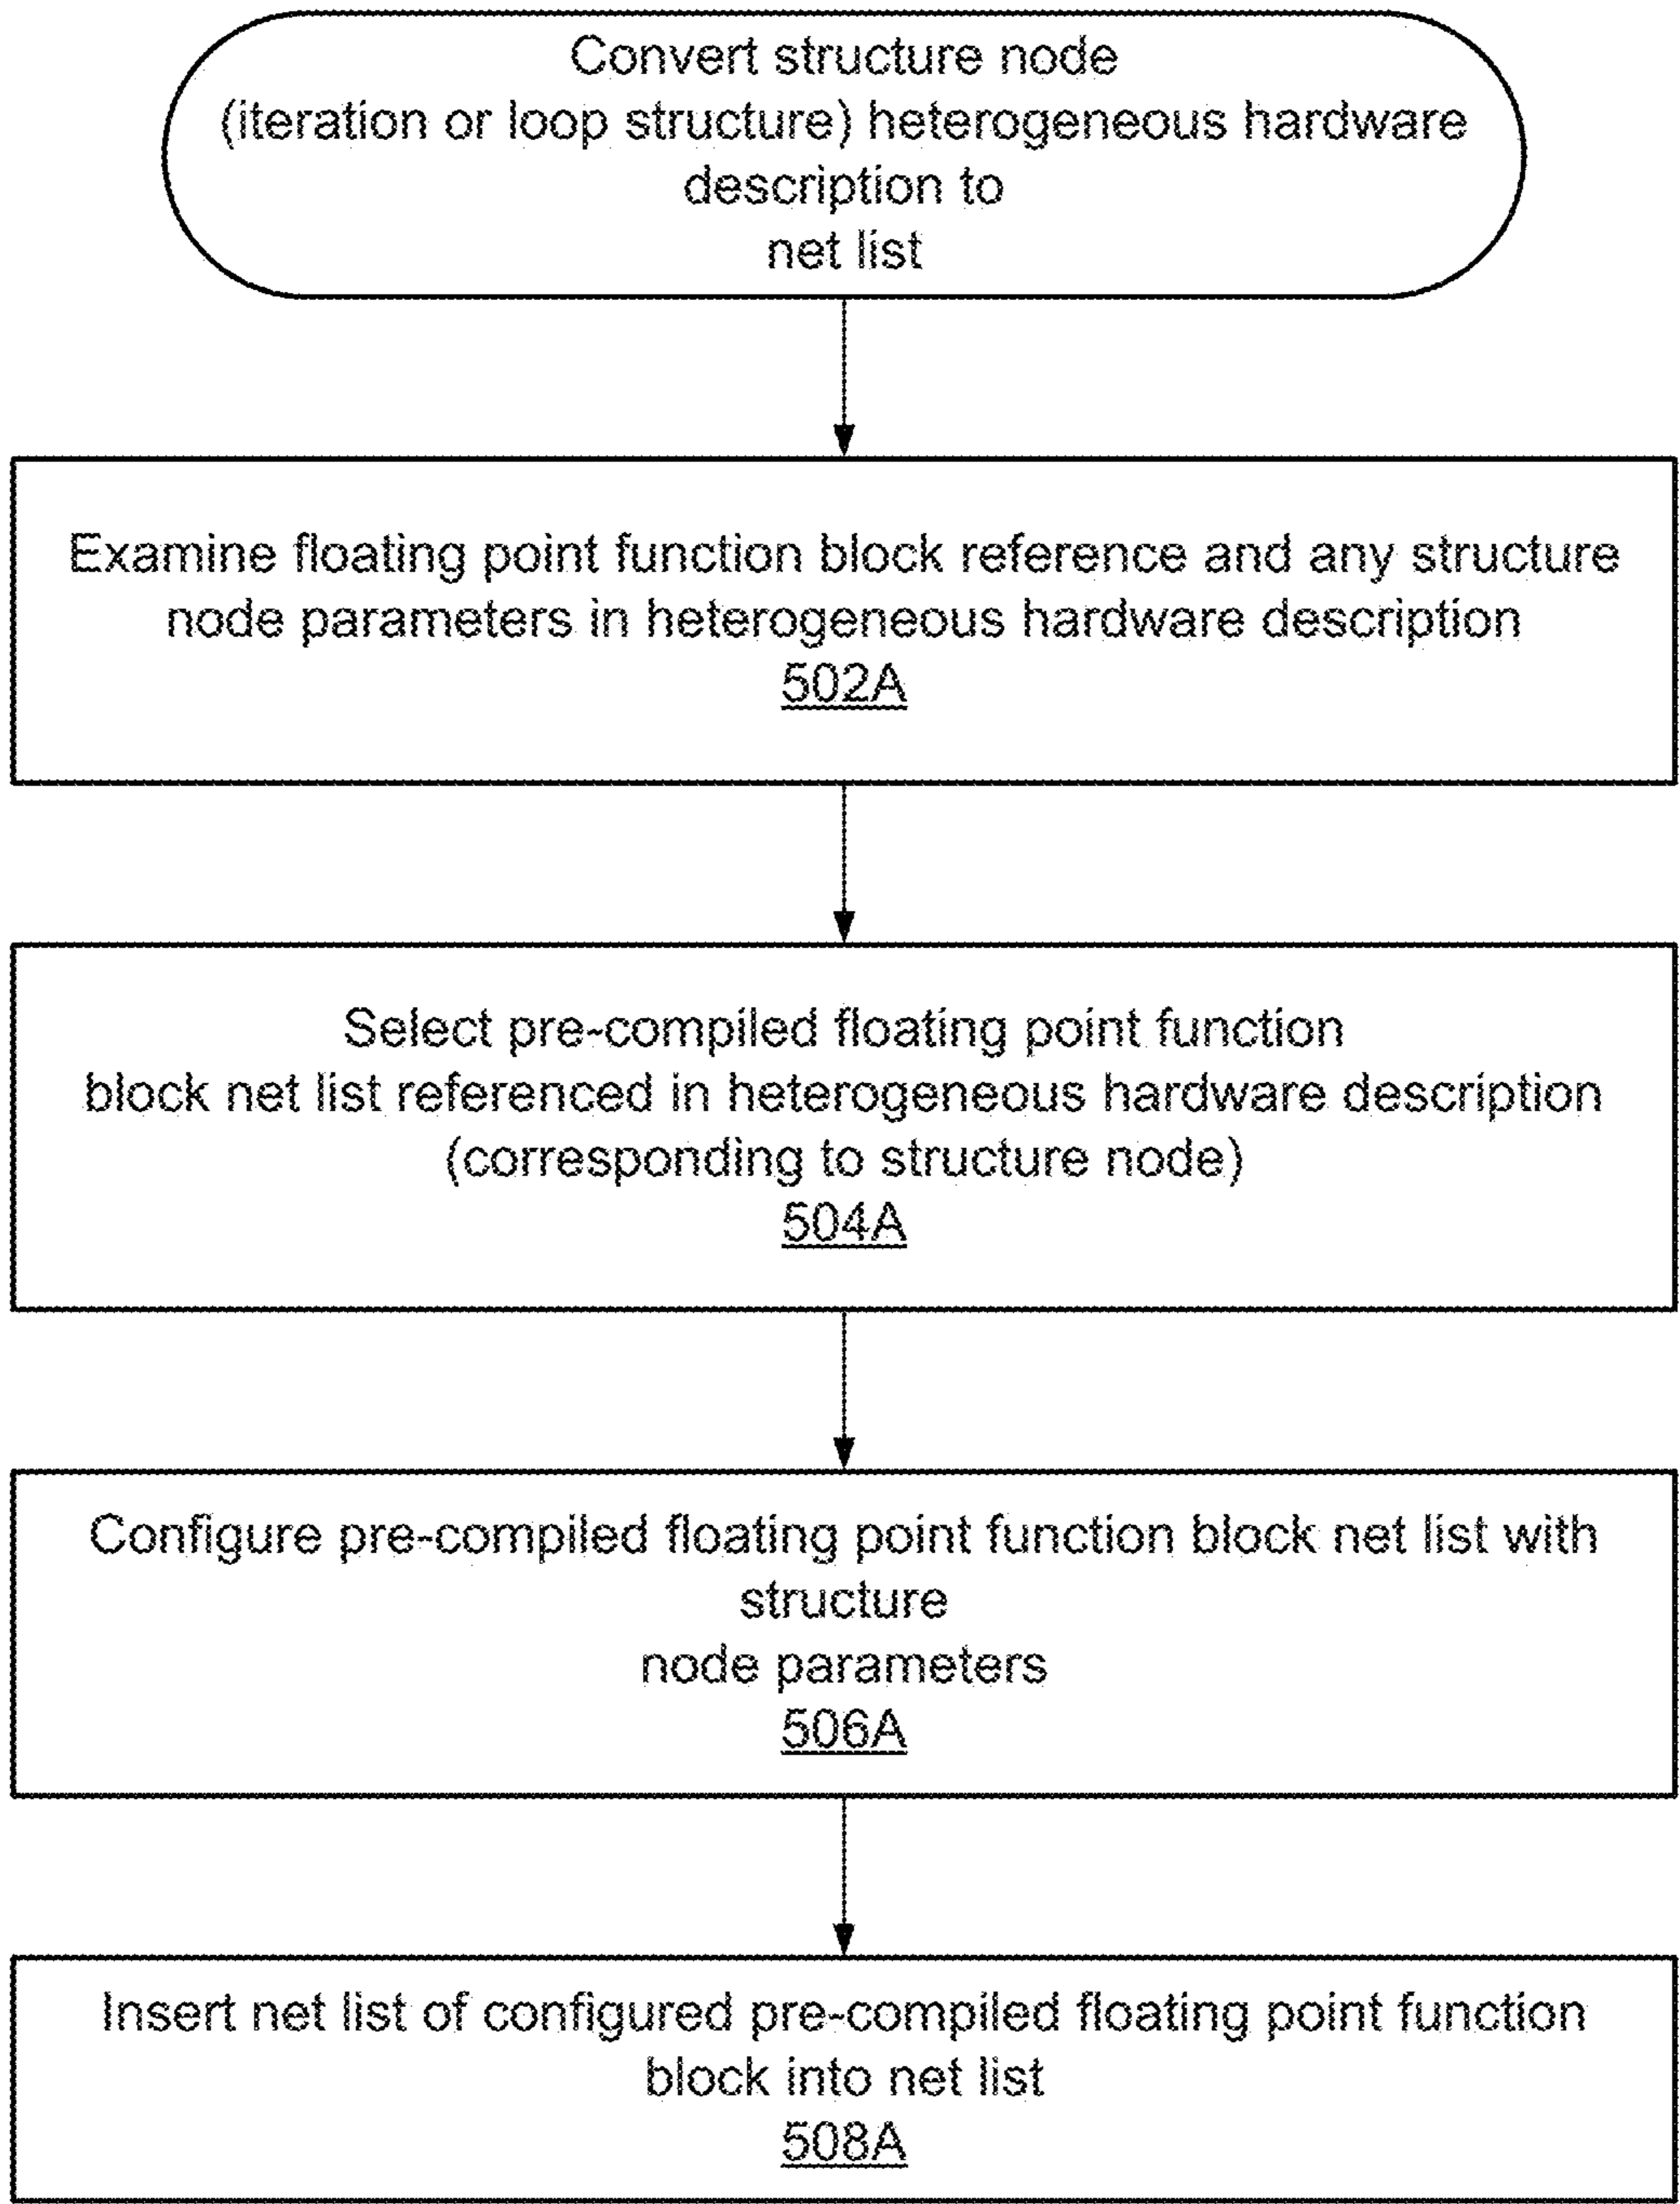 Convert structure node
(iteration or loop structure) heterogeneous hardware
description to
net list
Examine floating point function block reference and any structure
node parameters in heterogeneous hardware description
502A
Select pre-compiled floating point function
block net list referenced in heterogeneous hardware description
(corresponding to structure node)
504A
Configure pre-compiled floating point function block net list with
structure
node parameters
506A
Insert net list of configured pre-compiled floating point function
block into net list
508A